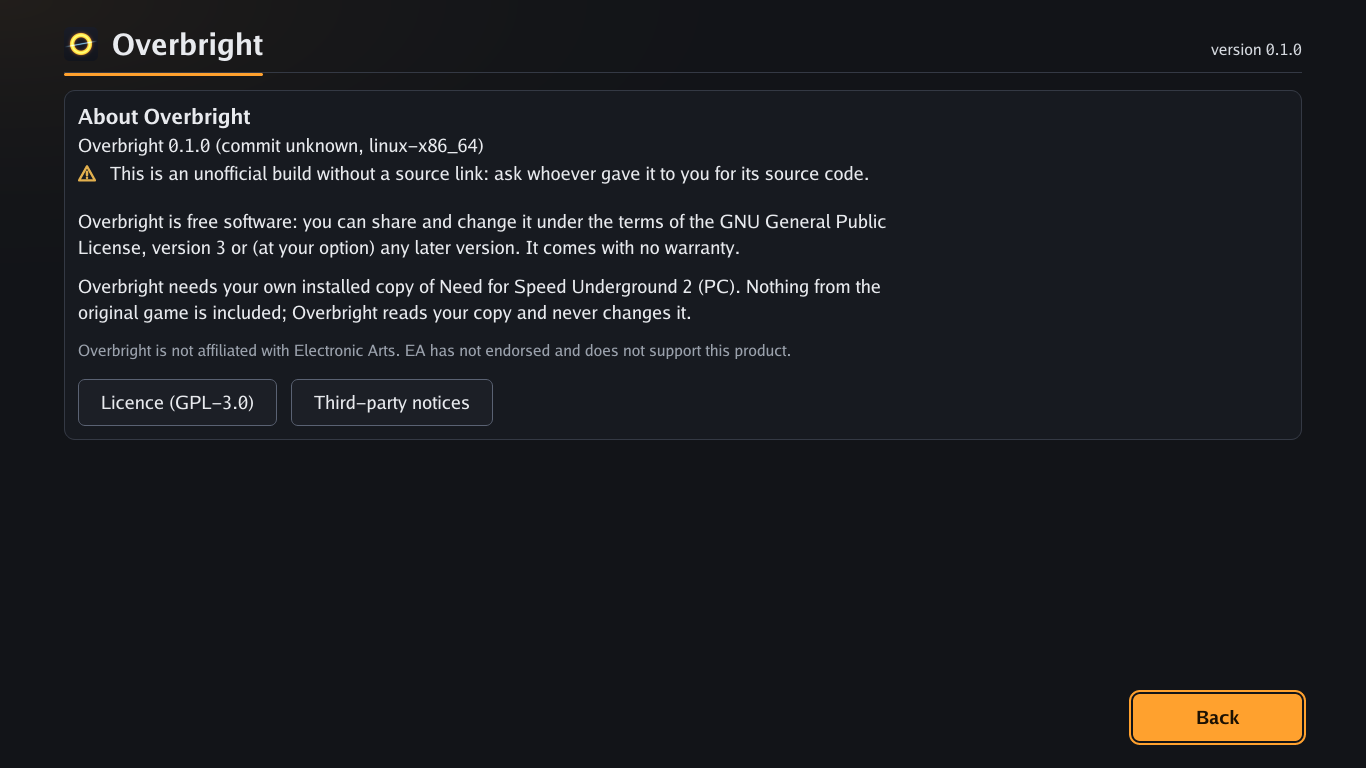 Overbright
version 0.1.0
About Overbright
Overbright 0.1.0 (commit unknown, linux-x86_64)
This is an unofficial build without a source link: ask whoever gave it to you for its source code.
Overbright is free software: you can share and change it under the terms of the GNU General Public
License, version 3 or (at your option) any later version. It comes with no warranty.
Overbright needs your own installed copy of Need for Speed Underground 2 (PC). Nothing from the
original game is included; Overbright reads your copy and never changes it.
Overbright is not affiliated with Electronic Arts. EA has not endorsed and does not support this product.
Licence (GPL-3.0)
Third-party notices
Back